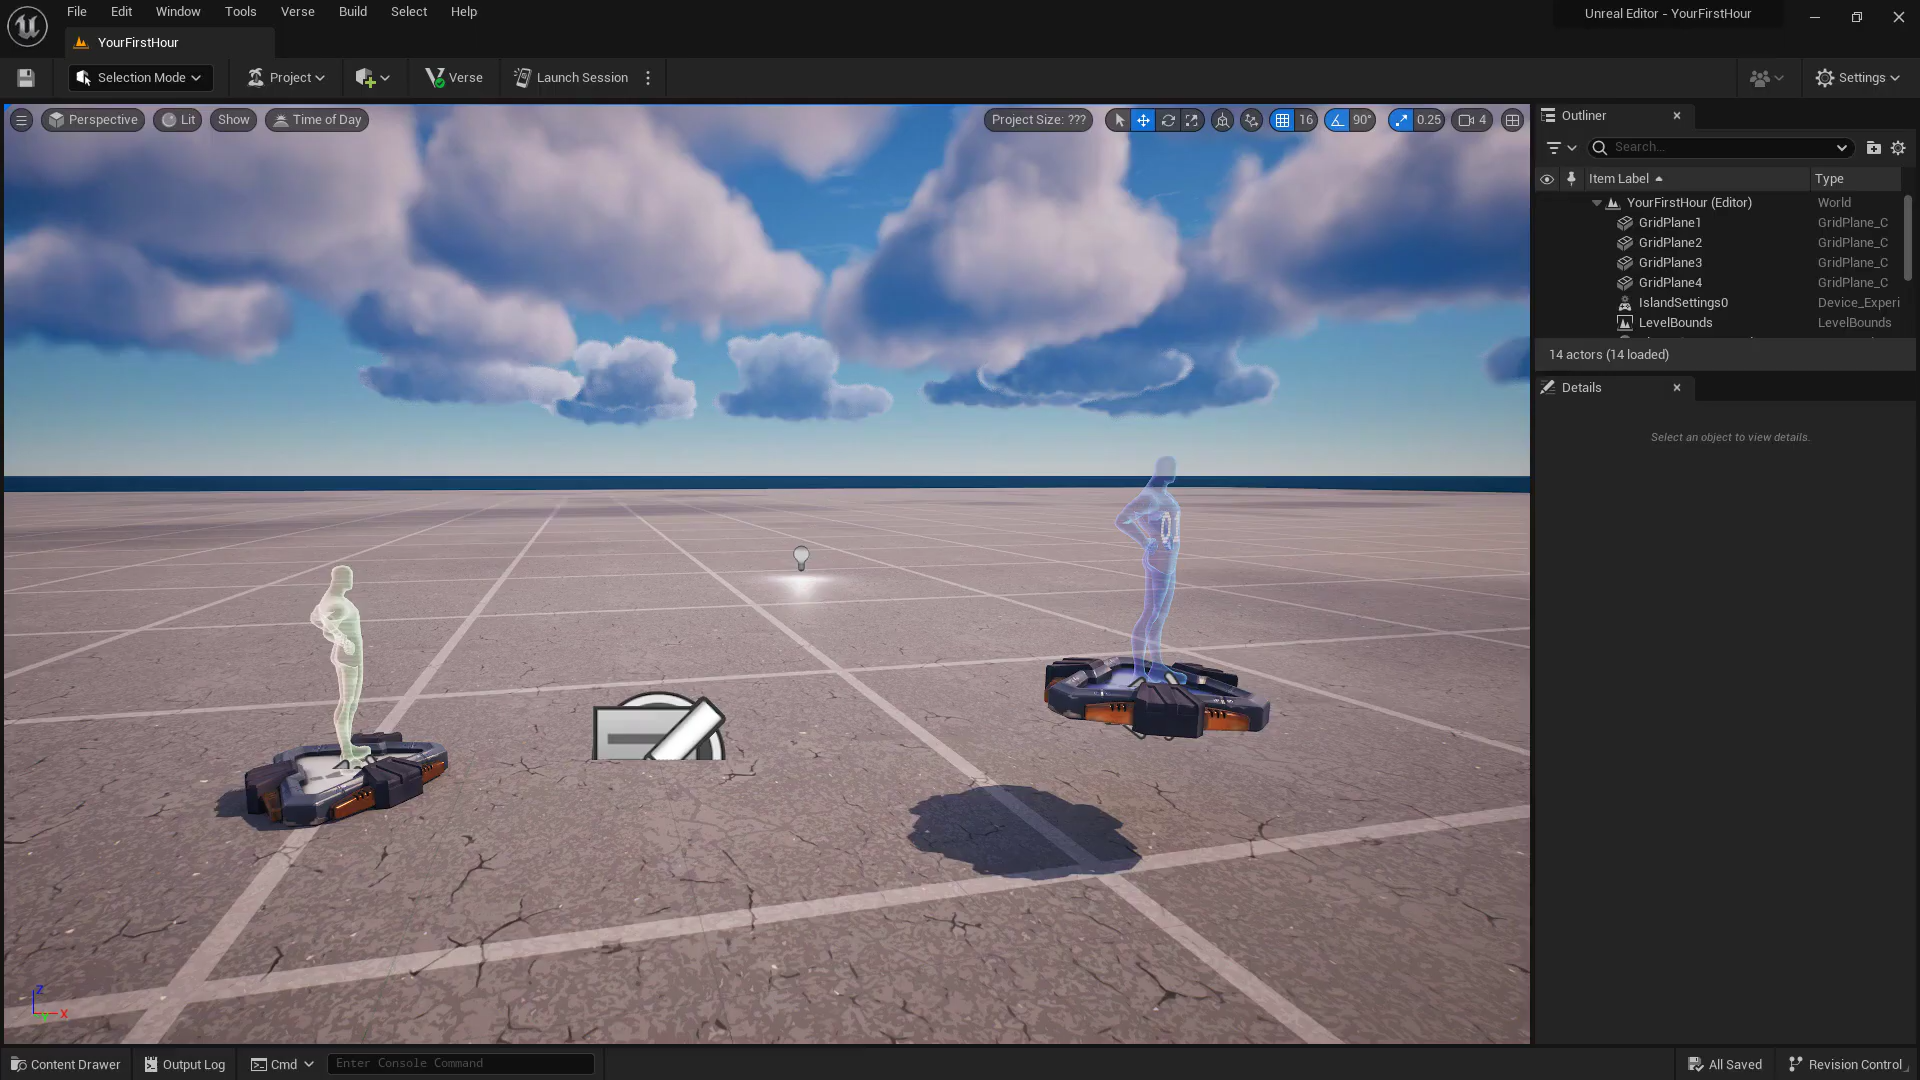 File Edit Window Tools Verse Build Select Help
Unreal Editor - YourFirstHour
YourFirstHour
Selection Mode
Project
Verse
Launch Session
Settings
Perspective
Lit
Show
Time of Day
Project Size: ???
16
90°
0.25
4
Outliner
Search...
Item Label
Type
YourFirstHour (Editor) World
GridPlane1 GridPlane_C
GridPlane2 GridPlane_C
GridPlane3 GridPlane_C
GridPlane4 GridPlane_C
IslandSettings0 Device_Experi
LevelBounds LevelBounds
14 actors (14 loaded)
Details
Select an object to view details.
01
Z
Y
X
Content Drawer
Output Log
Cmd
Enter Console Command
All Saved
Revision Control